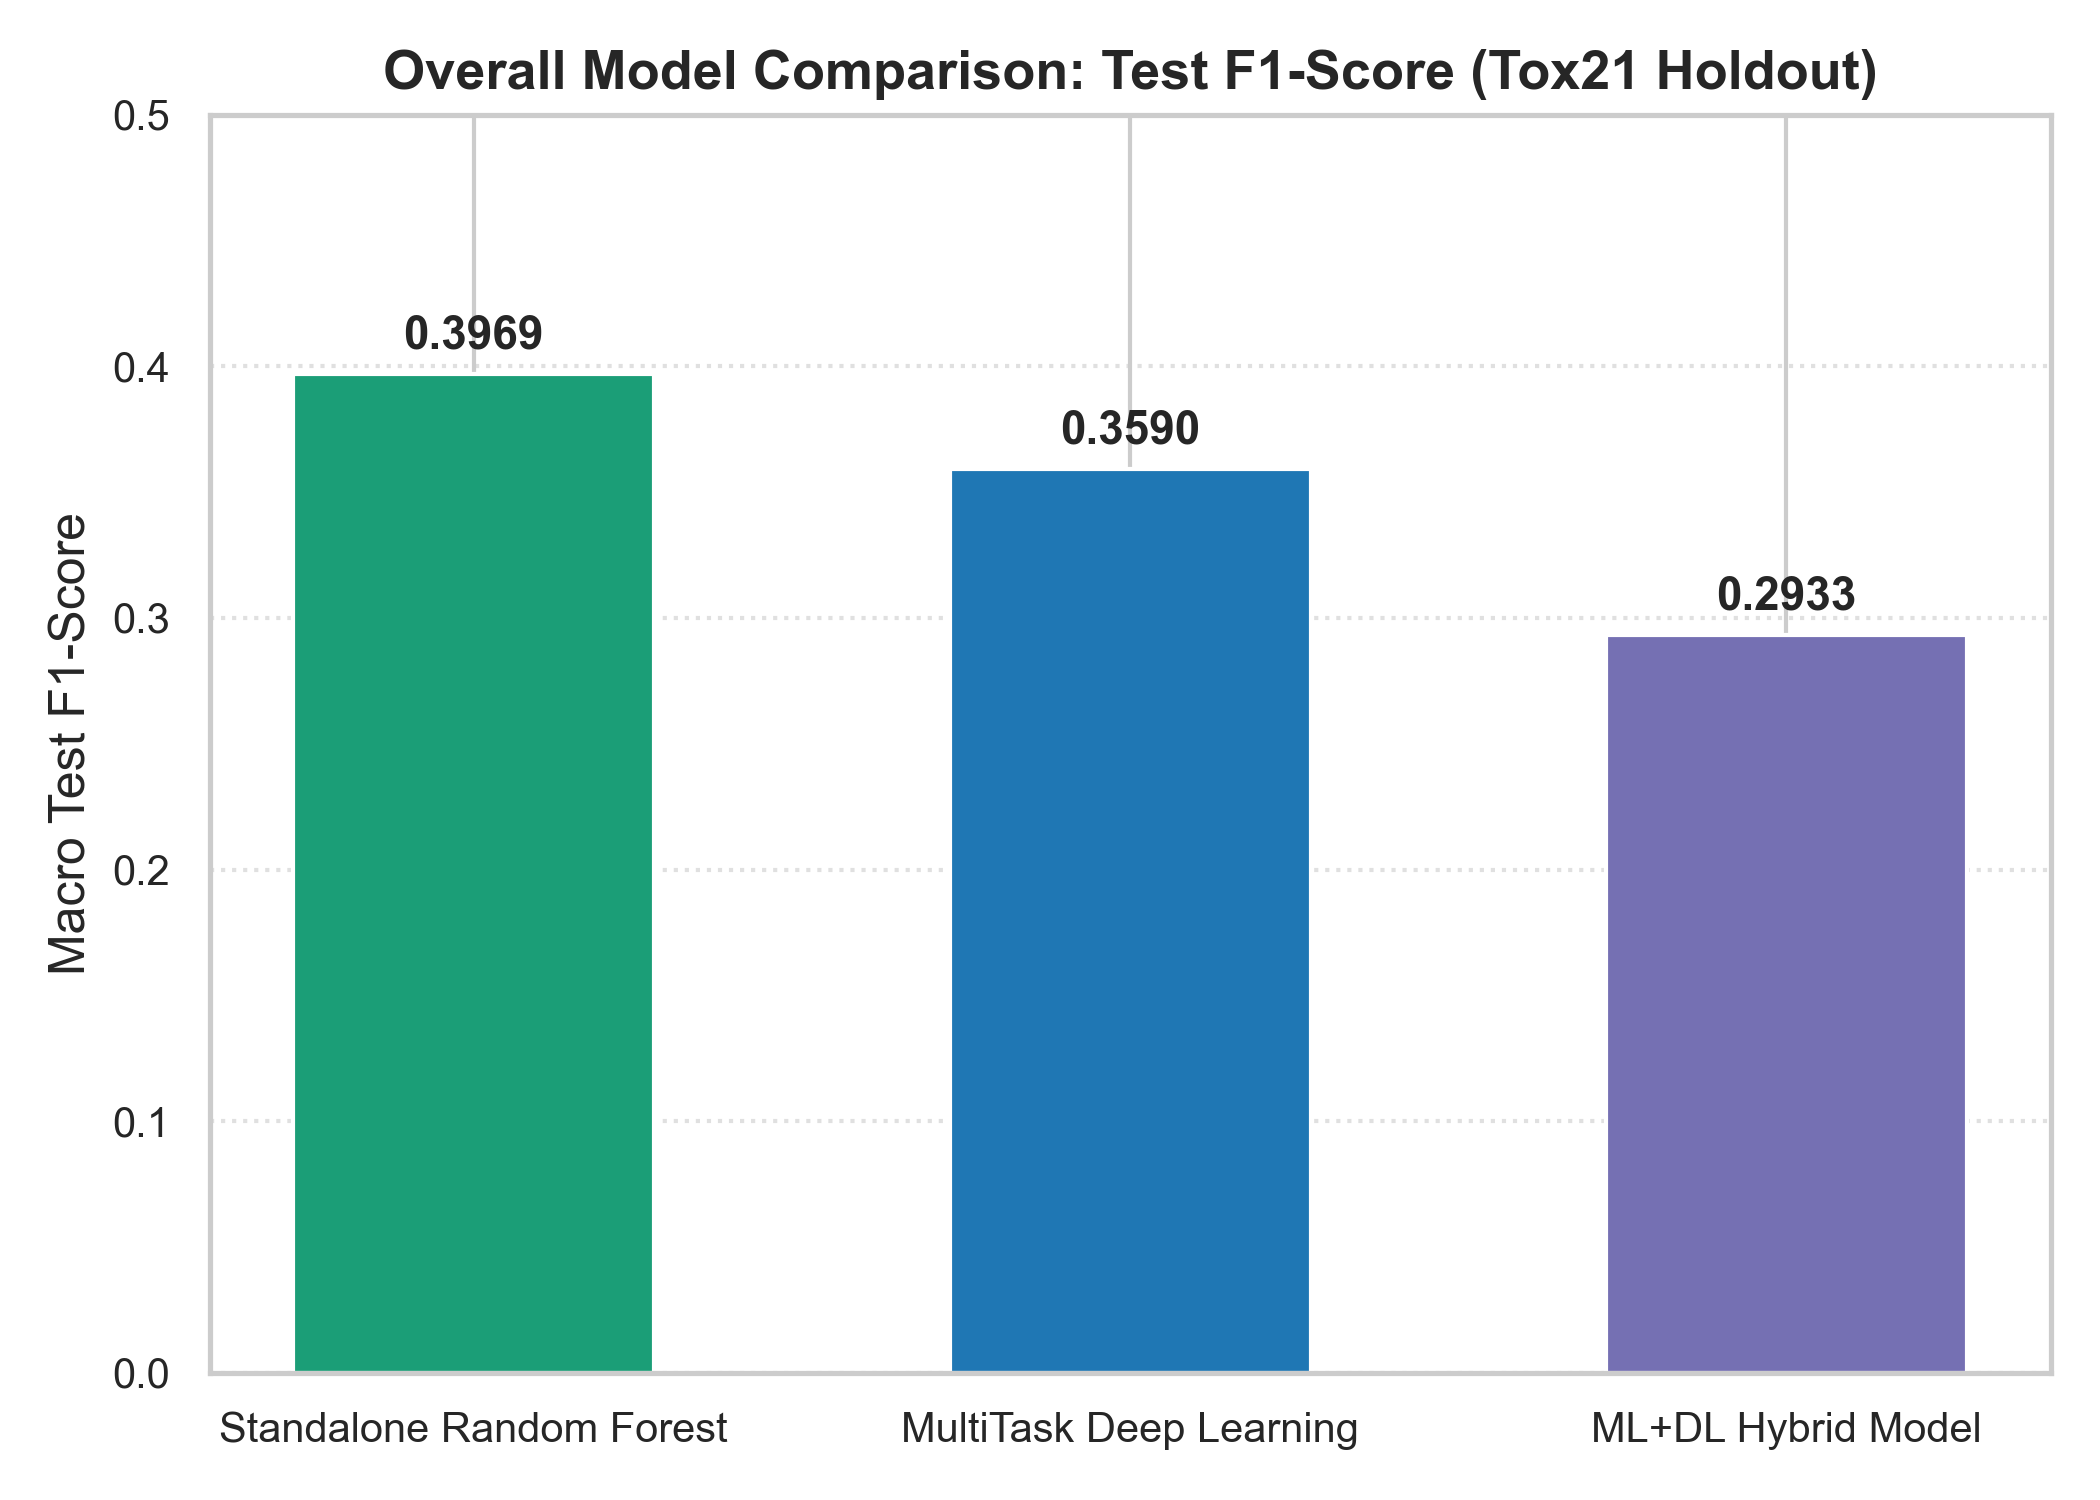 Overall Model Comparison: Test F1-Score (Tox21 Holdout)
Macro Test F1-Score
0.5
0.4
0.3
0.2
0.1
0.0
0.3969
0.3590
0.2933
Standalone Random Forest
MultiTask Deep Learning
ML+DL Hybrid Model